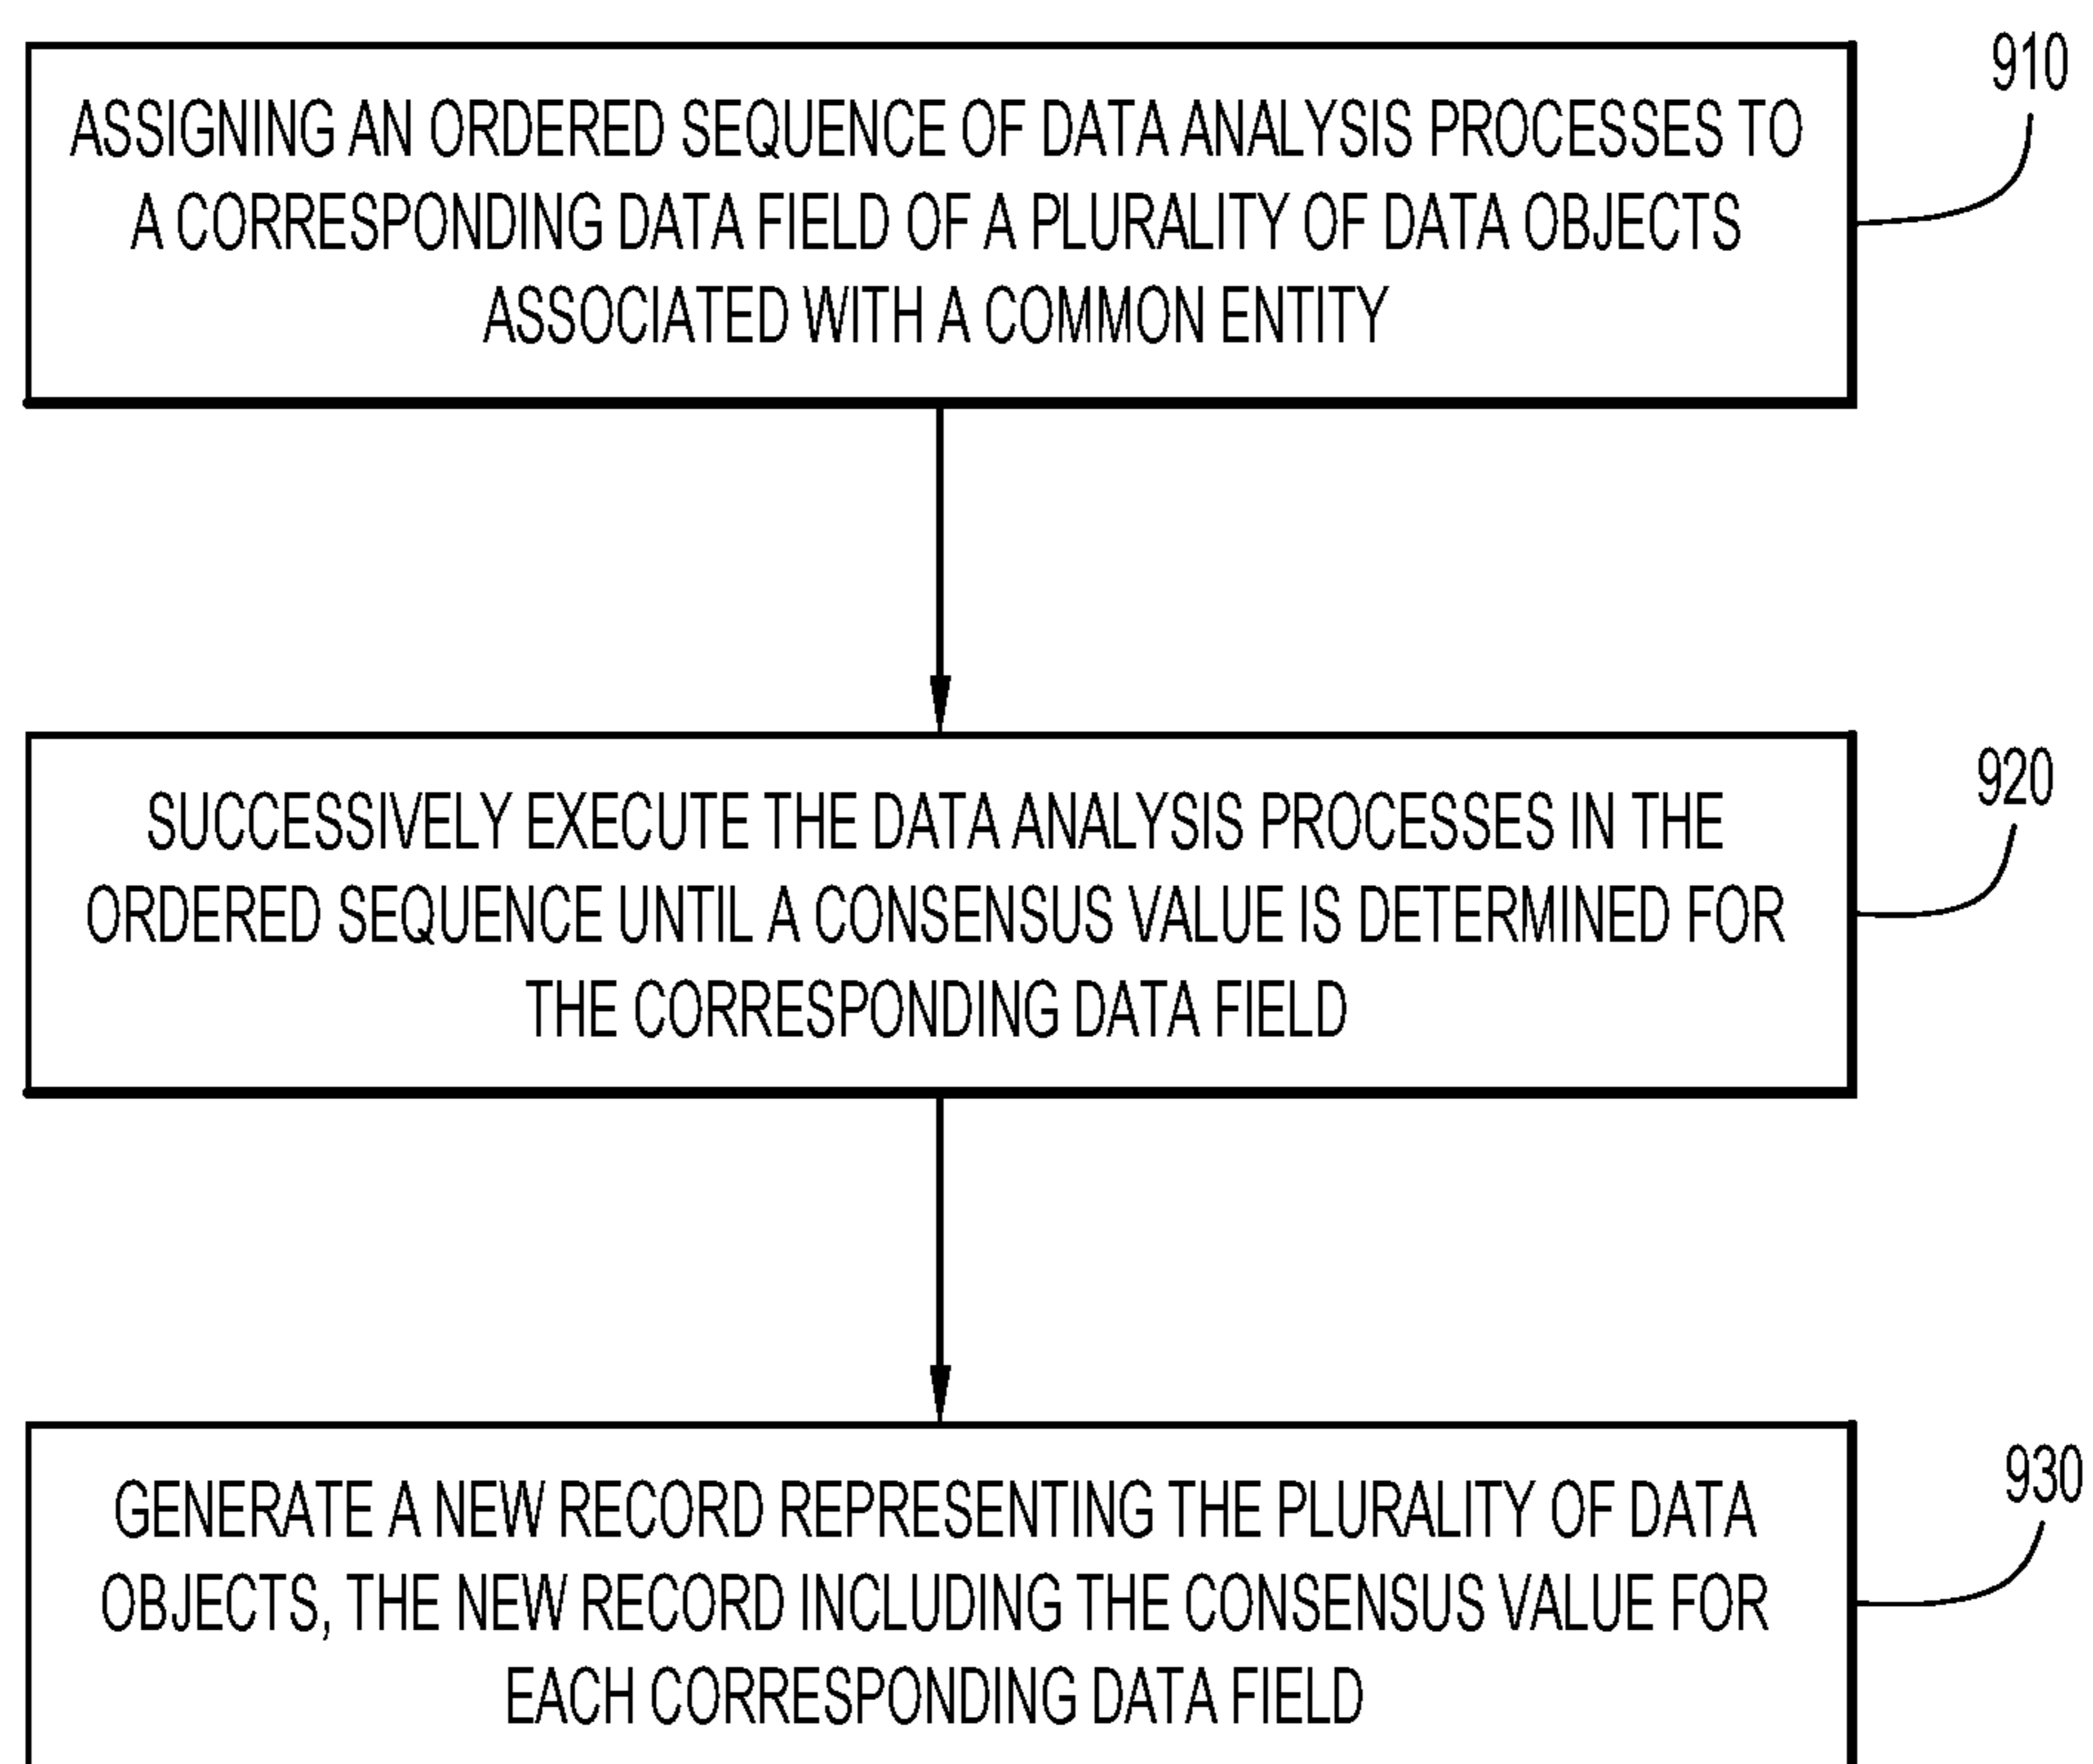 910
ASSIGNING AN ORDERED SEQUENCE OF DATA ANALYSIS PROCESSES TO
A CORRESPONDING DATA FIELD OF A PLURALITY OF DATA OBJECTS
ASSOCIATED WITH A COMMON ENTITY
920
SUCCESSIVELY EXECUTE THE DATA ANALYSIS PROCESSES IN THE
ORDERED SEQUENCE UNTIL A CONSENSUS VALUE IS DETERMINED FOR
THE CORRESPONDING DATA FIELD
930
GENERATE A NEW RECORD REPRESENTING THE PLURALITY OF DATA
OBJECTS, THE NEW RECORD INCLUDING THE CONSENSUS VALUE FOR
EACH CORRESPONDING DATA FIELD